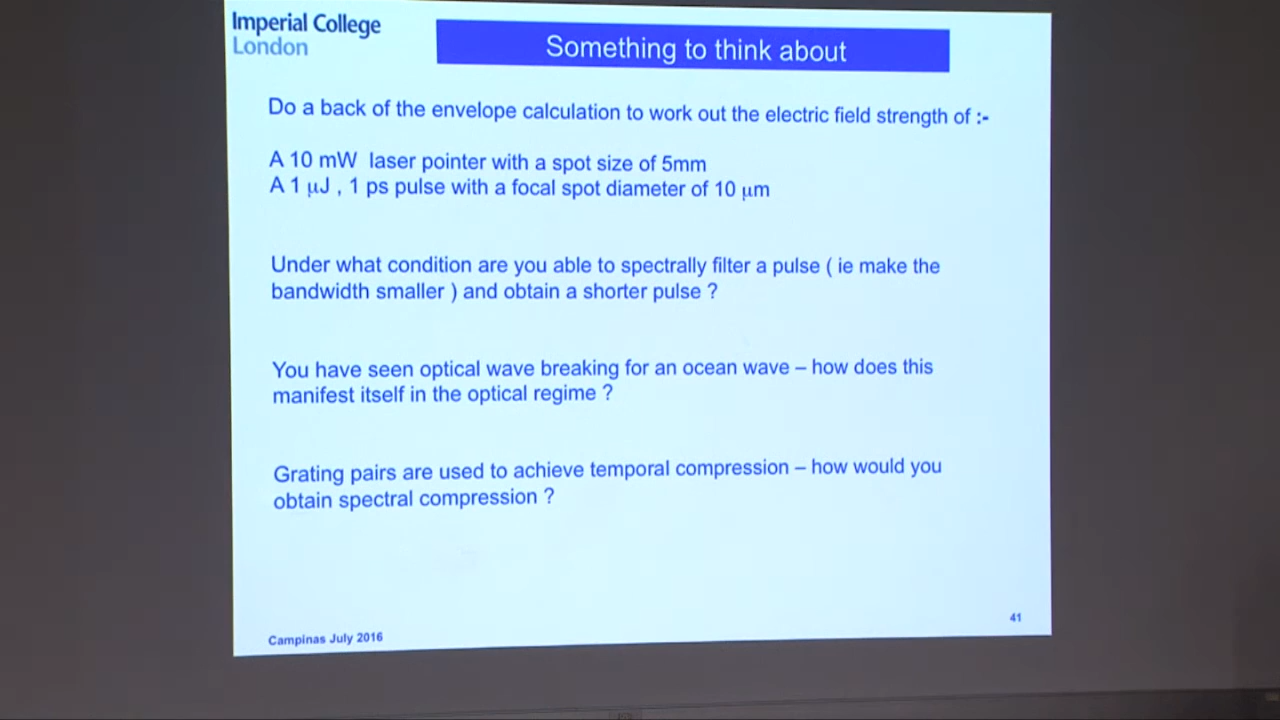 Imperial College
London
Something to think about
Do a back of the envelope calculation to work out the electric field strength of :-
A 10 mW laser pointer with a spot size of 5mm
A 1 μJ , 1 ps pulse with a focal spot diameter of 10 μm
Under what condition are you able to spectrally filter a pulse ( ie make the
bandwidth smaller ) and obtain a shorter pulse ?
You have seen optical wave breaking for an ocean wave – how does this
manifest itself in the optical regime ?
Grating pairs are used to achieve temporal compression – how would you
obtain spectral compression ?
41
Campinas July 2016